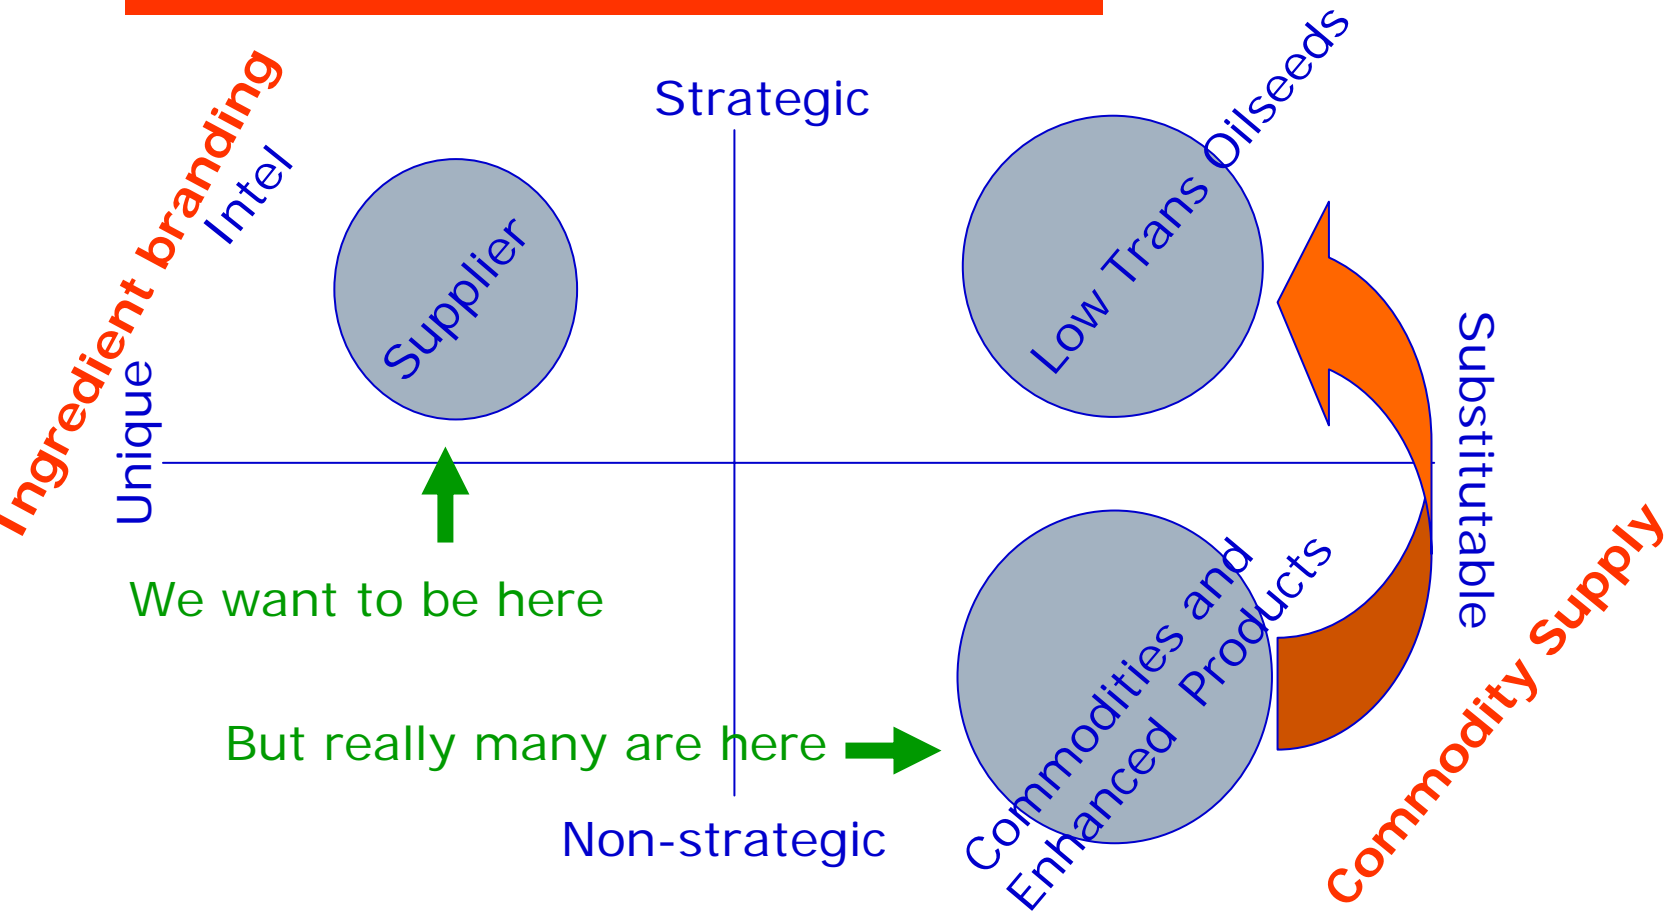 Ingredient branding
Intel
Strategic
Supplier
Low Trans Oilseeds
Unique
Substitutable
We want to be here
But really many are here
Non-strategic
Commodities and
Enhanced Products
Commodity Supply